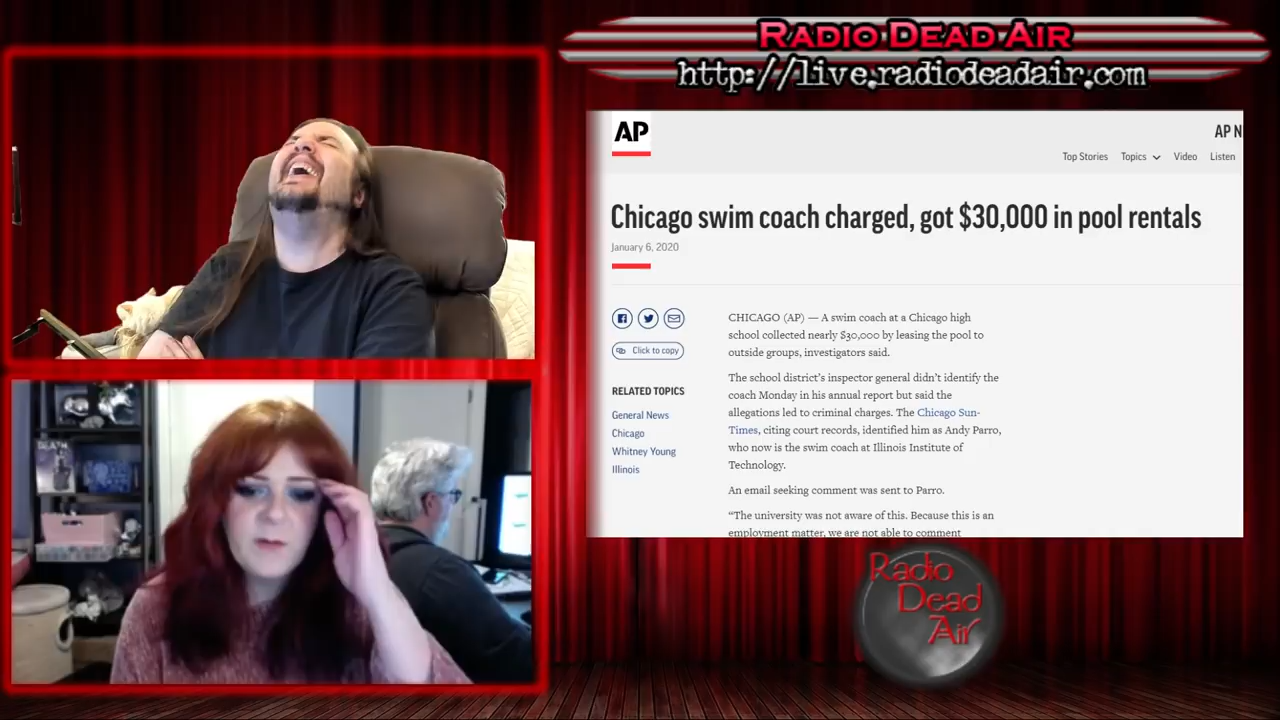 RADIO DEAD AIR
http://live.radiodeadair.com
AP
AP N
Top Stories Topics Video Listen
Chicago swim coach charged, got $30,000 in pool rentals
January 6, 2020
Click to copy
RELATED TOPICS
General News
Chicago
Whitney Young
Illinois
CHICAGO (AP) — A swim coach at a Chicago high
school collected nearly $30,000 by leasing the pool to
outside groups, investigators said.
The school district's inspector general didn't identify the
coach Monday in his annual report but said the
allegations led to criminal charges. The Chicago Sun-
Times, citing court records, identified him as Andy Parro,
who now is the swim coach at Illinois Institute of
Technology.
An email seeking comment was sent to Parro.
“The university was not aware of this. Because this is an
employment matter, we are not able to comment
Radio
Dead
Air
DEATH